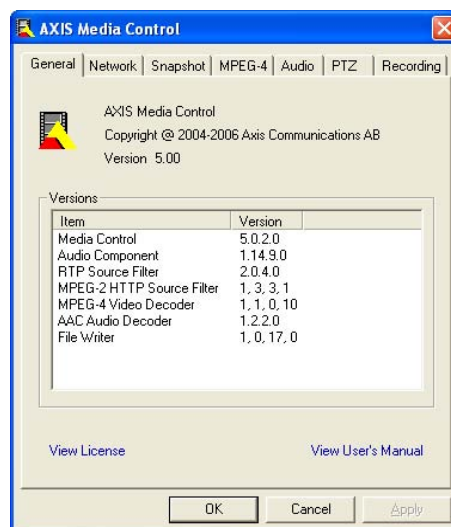 AXIS Media Control
General Network Snapshot MPEG-4 Audio PTZ Recording
AXIS Media Control
Copyright @ 2004-2006 Axis Communications AB
Version 5.00
Versions
Item Version
Media Control 5.0.2.0
Audio Component 1.14.9.0
RTP Source Filter 2.0.4.0
MPEG-2 HTTP Source Filter 1, 3, 3, 1
MPEG-4 Video Decoder 1, 1, 0, 10
AAC Audio Decoder 1.2.2.0
File Writer 1, 0, 17, 0
View License View User's Manual
OK Cancel Apply